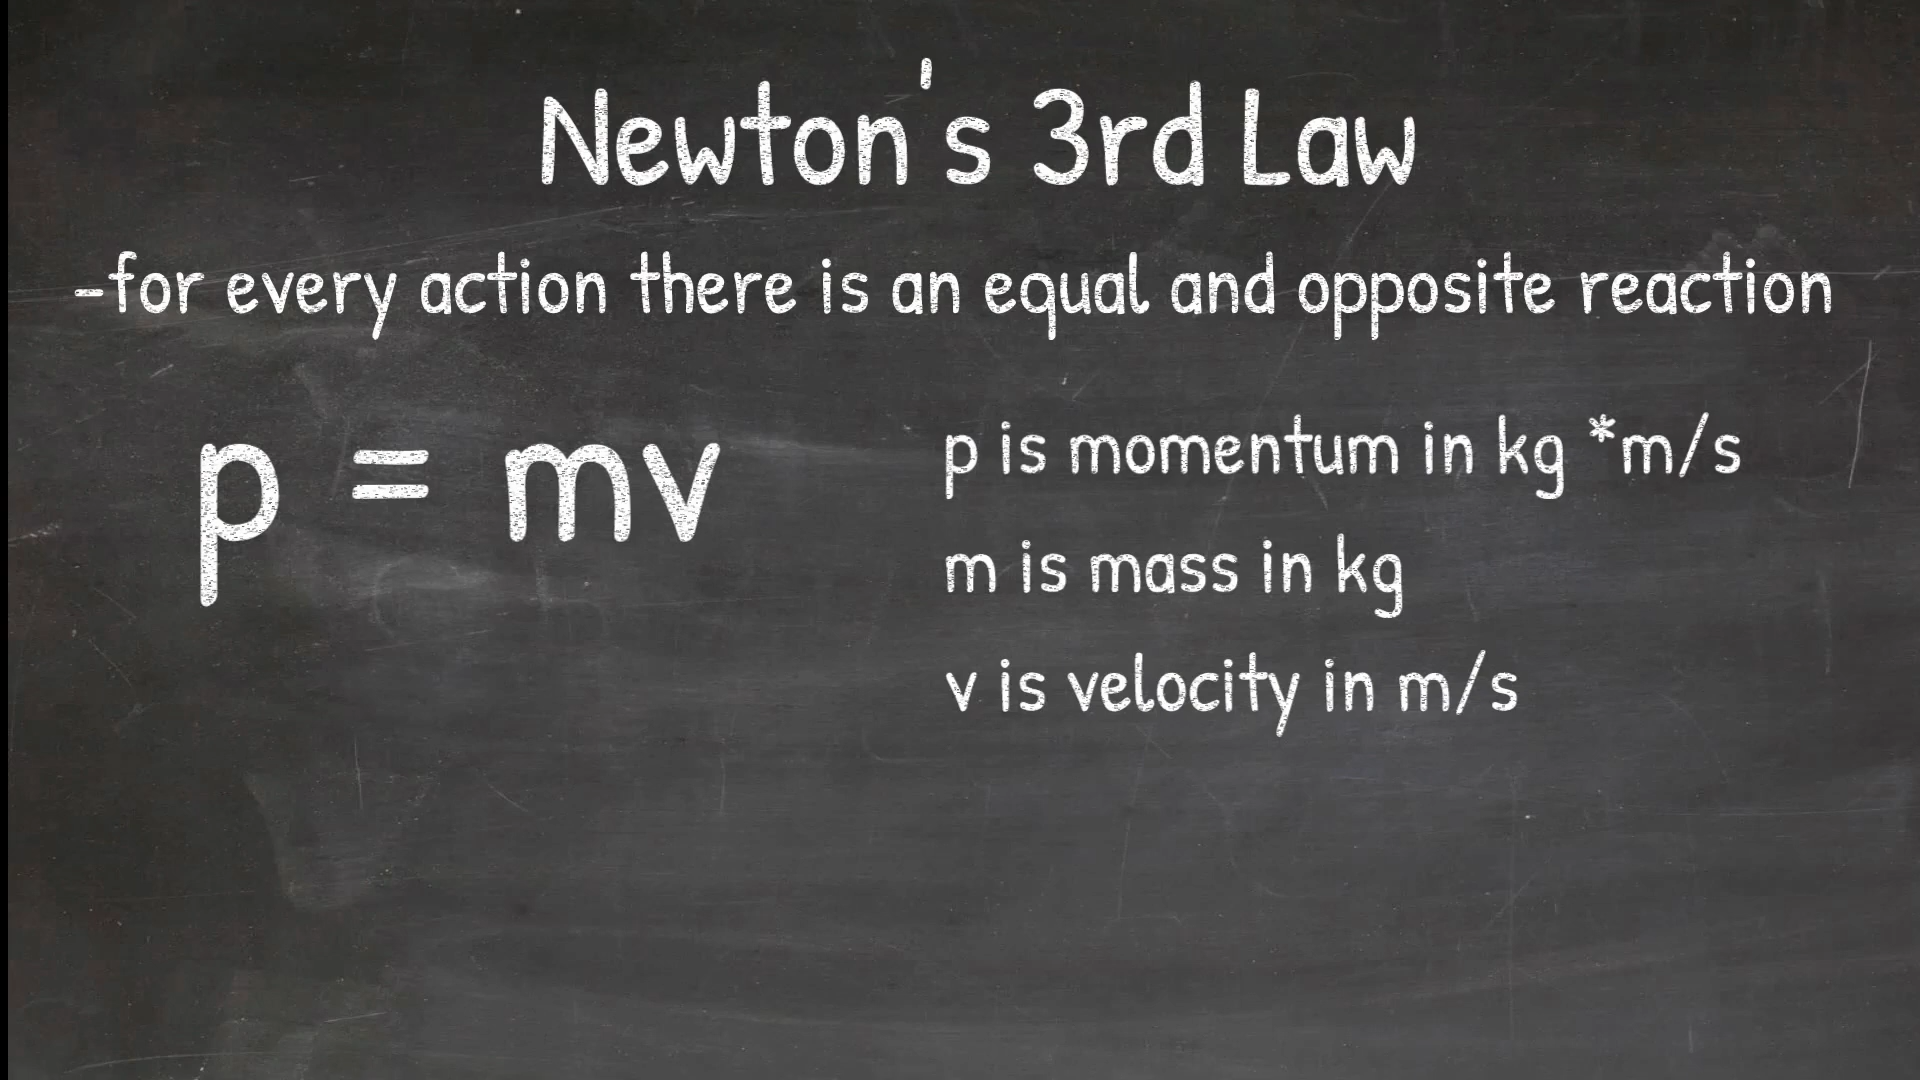 Newton's 3rd Law
-for every action there is an equal and opposite reaction
p = mv
p is momentum in kg *m/s
m is mass in kg
v is velocity in m/s